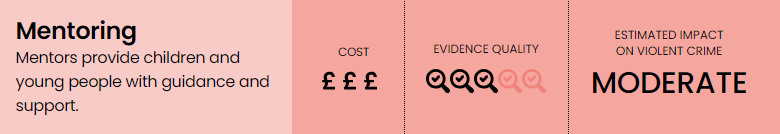 Mentoring
Mentors provide children and
young people with guidance and
support.
COST
£ £ £
EVIDENCE QUALITY
ESTIMATED IMPACT
ON VIOLENT CRIME
MODERATE